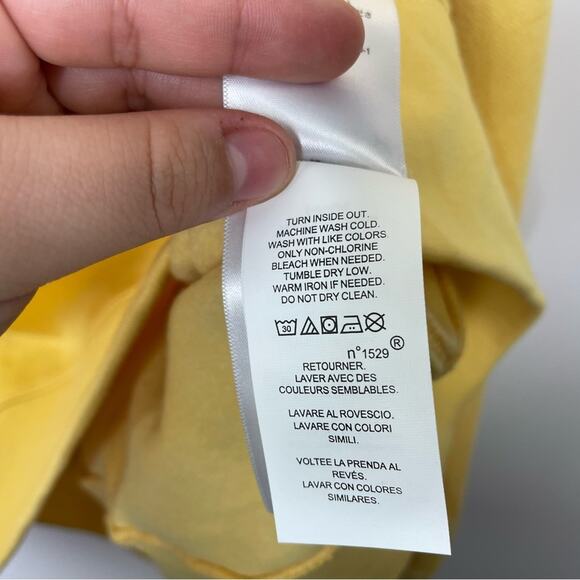 TURN INSIDE OUT.
MACHINE WASH COLD.
WASH WITH LIKE COLORS.
ONLY NON-CHLORINE
BLEACH WHEN NEEDED.
TUMBLE DRY LOW.
WARM IRON IF NEEDED.
DO NOT DRY CLEAN.
30
n°1529®
RETOURNER.
LAVER AVEC DES
COULEURS SEMBLABLES.
LAVARE AL ROVESCIO.
LAVARE CON COLORI
SIMILI.
VOLTEE LA PRENDA AL
REVÉS.
LAVAR CON COLORES
SIMILARES.